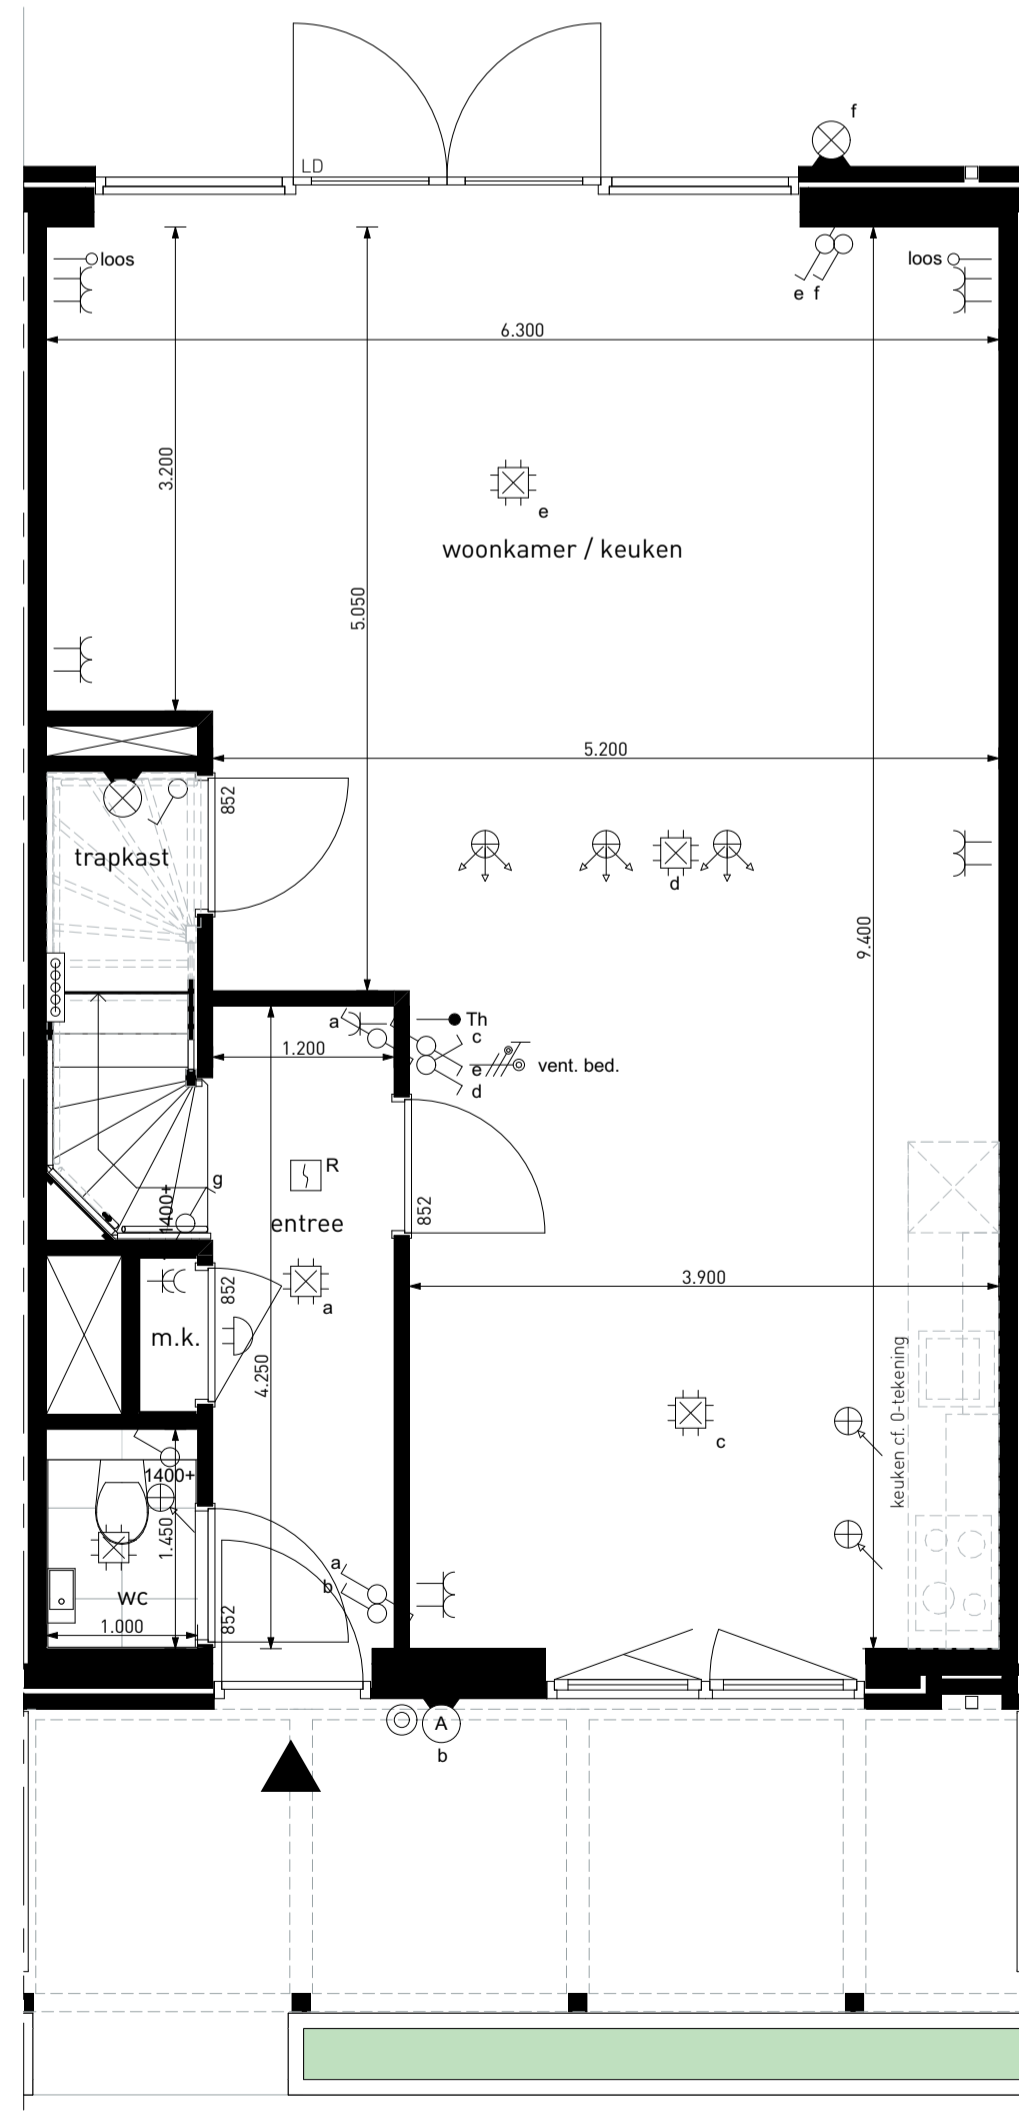 f
LD
loos
loos
e f
6.300
3.200
e
woonkamer / keuken
5.050
5.200
852
trapkast
d
9.400
a
Th
c
1.200
e
vent. bed.
d
R
g
1400+
entree
852
852
3.900
a
m.k.
4.250
keuken cf. 0-tekening
c
1400+
1.450
a
b
wc
852
1.000
A
b